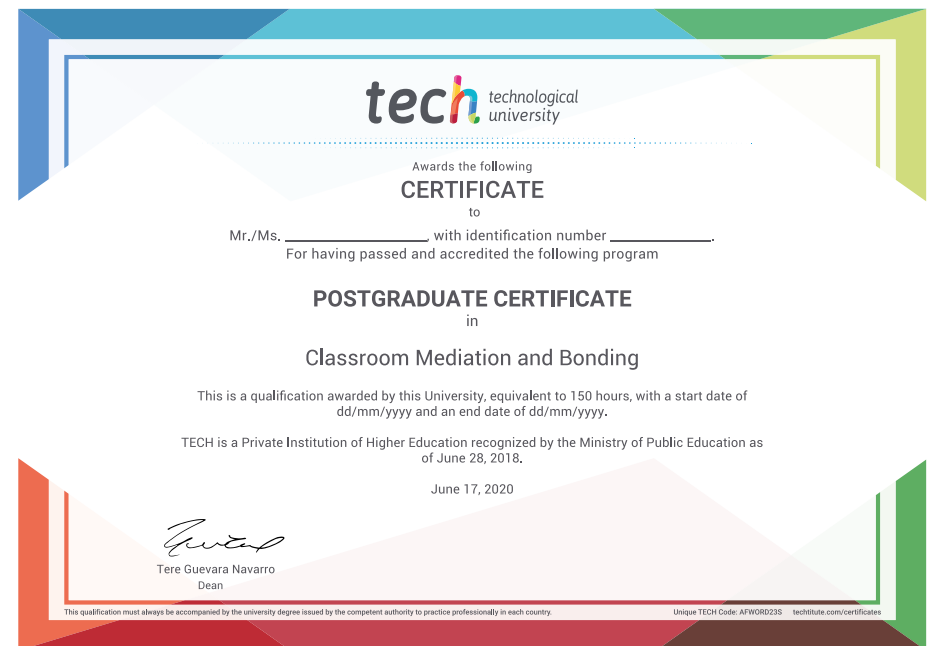 tech technological
university
Awards the following
CERTIFICATE
to
Mr./Ms. ____________, with identification number ____________.
For having passed and accredited the following program
POSTGRADUATE CERTIFICATE
in
Classroom Mediation and Bonding
This is a qualification awarded by this University, equivalent to 150 hours, with a start date of
dd/mm/yyyy and an end date of dd/mm/yyyy.
TECH is a Private Institution of Higher Education recognized by the Ministry of Public Education as
of June 28, 2018.
June 17, 2020
Tere Guevara Navarro
Dean
This qualification must always be accompanied by the university degree issued by the competent authority to practice professionally in each country.
Unique TECH Code: AFWORD23S techtitute.com/certificates